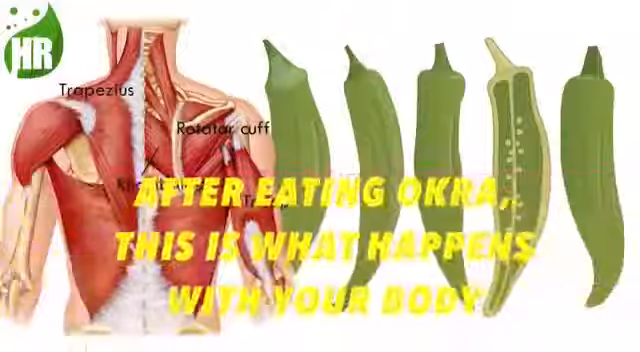 HR
Trapezius
Rotator cuff
AFTER EATING OKRA,
THIS IS WHAT HAPPENS
WITH YOUR BODY